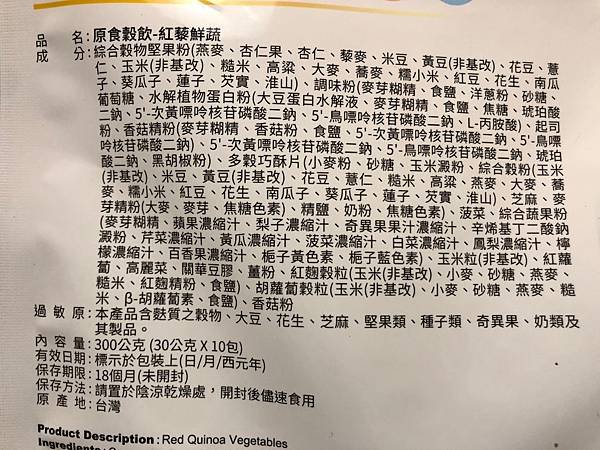 品　　名:原食穀飲-紅藜鮮蔬
成　　分:綜合穀物堅果粉(燕麥、杏仁果、杏仁、藜麥、米豆、黃豆(非基改)、花豆、薏
仁、玉米(非基改)、糙米、高粱、大麥、蕎麥、糯小米、紅豆、花生、南瓜
子、葵瓜子、蓮子、芡實、淮山)、調味粉(麥芽糊精、食鹽、洋蔥粉、砂糖、
葡萄糖、水解植物蛋白粉(大豆蛋白水解液、麥芽糊精、食鹽、焦糖、琥珀酸
二鈉、5'-次黃嘌呤核苷磷酸二鈉、5'-鳥嘌呤核苷磷酸二鈉、L-丙胺酸)、起司
粉、香菇精粉(麥芽糊精、香菇粉、食鹽、5'-次黃嘌呤核苷磷酸二鈉、5'-鳥嘌
呤核苷磷酸二鈉)、5'-次黃嘌呤核苷磷酸二鈉、5'-鳥嘌呤核苷磷酸二鈉、琥珀
酸二鈉、黑胡椒粉)、多穀巧酥片(小麥粉、砂糖、玉米澱粉、綜合穀粉(玉米
(非基改)、米豆、黃豆(非基改)、花豆、薏仁、糙米、高粱、燕麥、大麥、蕎
麥、糯小米、紅豆、花生、南瓜子、葵瓜子、蓮子、芡實、淮山)、芝麻、麥
芽精粉(大麥、麥芽、焦糖色素)、精鹽、奶粉、焦糖色素)、菠菜、綜合蔬果粉
(麥芽糊精、蘋果濃縮汁、梨子濃縮汁、奇異果果汁濃縮汁、辛烯基丁二酸鈉
澱粉、芹菜濃縮汁、黃瓜濃縮汁、菠菜濃縮汁、白菜濃縮汁、鳳梨濃縮汁、檸
檬濃縮汁、百香果濃縮汁、梔子黃色素、梔子藍色素)、玉米粒(非基改)、紅蘿
蔔、高麗菜、關華豆膠、薑粉、紅麴穀粒(玉米(非基改)、小麥、砂糖、燕麥、
糙米、紅麴精粉、食鹽)、胡蘿蔔穀粒(玉米(非基改)、小麥、砂糖、燕麥、糙
米、β-胡蘿蔔素、食鹽)、香菇粉
過 敏 原:本產品含麩質之穀物、大豆、花生、芝麻、堅果類、種子類、奇異果、奶類及
其製品。
內 容 量:300公克 (30公克 X 10包)
有效日期:標示於包裝上(日/月/西元年)
保存期限:18個月(未開封)
保存方法:請置於陰涼乾燥處，開封後儘速食用
原 產 地:台灣
Product Description : Red Quinoa Vegetables
Ingredients: